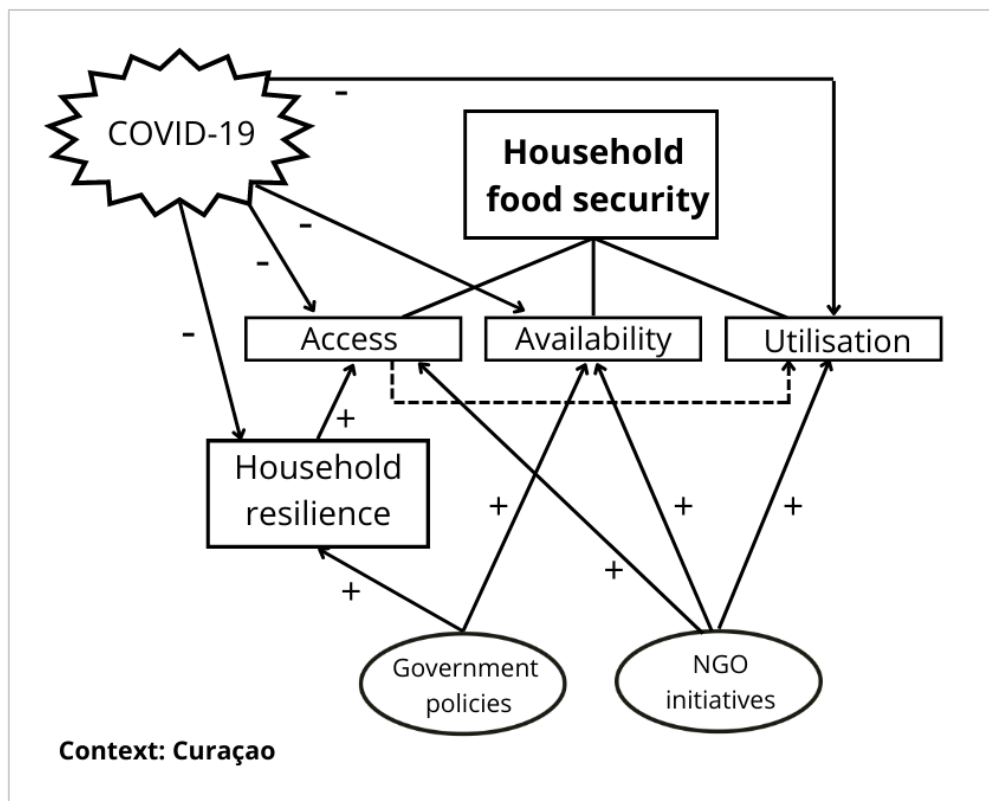 -
COVID-19
Household
food security
-
-
-
Access
Availability
Utilisation
+
Household
resilience
+
+
+
+
+
Government
policies
NGO
initiatives
Context: Curaçao